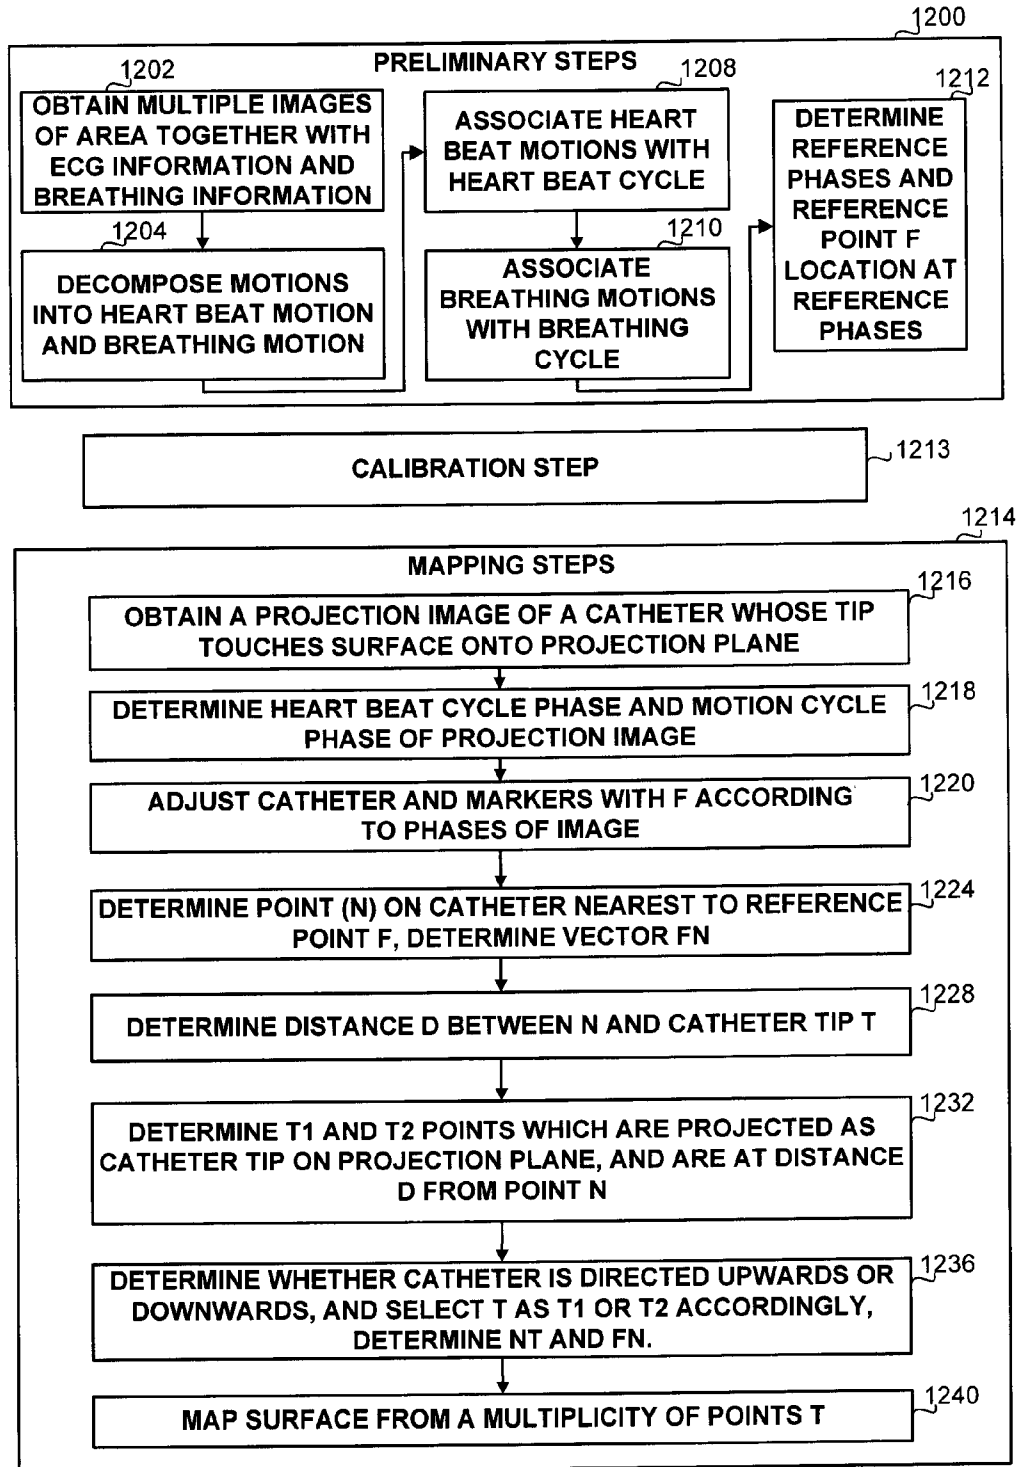 1200
PRELIMINARY STEPS
1202
OBTAIN MULTIPLE IMAGES
OF AREA TOGETHER WITH
ECG INFORMATION AND
BREATHING INFORMATION
1204
DECOMPOSE MOTIONS
INTO HEART BEAT MOTION
AND BREATHING MOTION
1208
ASSOCIATE HEART
BEAT MOTIONS WITH
HEART BEAT CYCLE
1210
ASSOCIATE
BREATHING MOTIONS
WITH BREATHING
CYCLE
1212
DETERMINE
REFERENCE
PHASES AND
REFERENCE
POINT F
LOCATION AT
REFERENCE
PHASES
CALIBRATION STEP
1213
1214
MAPPING STEPS
1216
OBTAIN A PROJECTION IMAGE OF A CATHETER WHOSE TIP
TOUCHES SURFACE ONTO PROJECTION PLANE
1218
DETERMINE HEART BEAT CYCLE PHASE AND MOTION CYCLE
PHASE OF PROJECTION IMAGE
1220
ADJUST CATHETER AND MARKERS WITH F ACCORDING
TO PHASES OF IMAGE
1224
DETERMINE POINT (N) ON CATHETER NEAREST TO REFERENCE
POINT F, DETERMINE VECTOR FN
1228
DETERMINE DISTANCE D BETWEEN N AND CATHETER TIP T
1232
DETERMINE T1 AND T2 POINTS WHICH ARE PROJECTED AS
CATHETER TIP ON PROJECTION PLANE, AND ARE AT DISTANCE
D FROM POINT N
1236
DETERMINE WHETHER CATHETER IS DIRECTED UPWARDS OR
DOWNWARDS, AND SELECT T AS T1 OR T2 ACCORDINGLY,
DETERMINE NT AND FN.
1240
MAP SURFACE FROM A MULTIPLICITY OF POINTS T